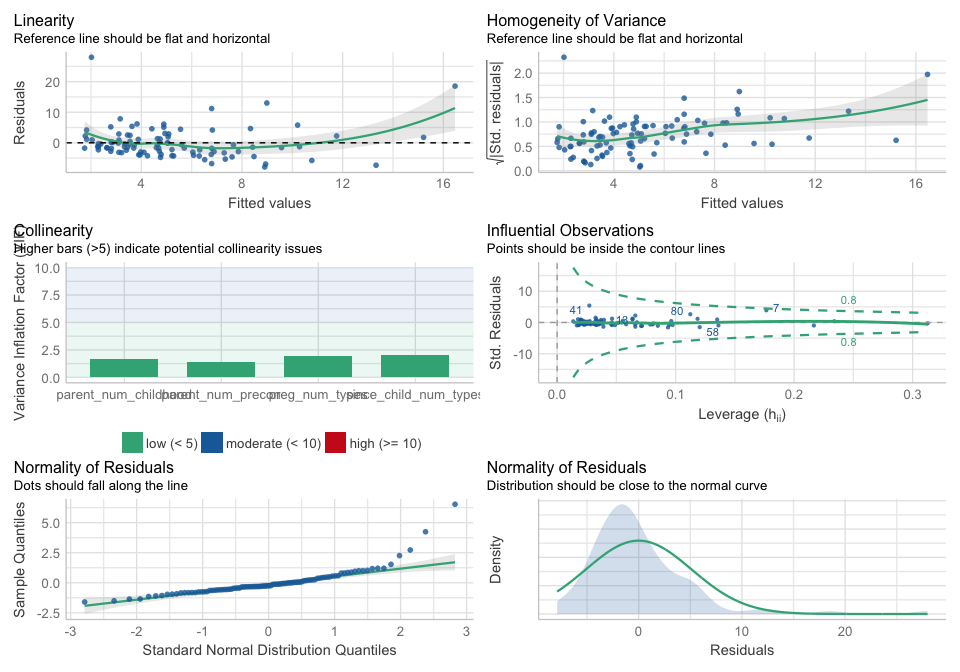 Linearity
Reference line should be flat and horizontal
Residuals
20
10
0
4
8
12
16
Fitted values
Homogeneity of Variance
Reference line should be flat and horizontal
√|Std. residuals|
2.0
1.5
1.0
0.5
0.0
4
8
12
16
Fitted values
Collinearity
Higher bars (>5) indicate potential collinearity issues
Variance Inflation Factor (VIF)
10.0
7.5
5.0
2.5
0.0
low (< 5)
moderate (< 10)
high (>= 10)
Influential Observations
Points should be inside the contour lines
Std. Residuals
10
0
-10
41
13
80
58
7
0.8
0.8
0.0
0.1
0.2
0.3
Leverage (hii)
Normality of Residuals
Dots should fall along the line
Sample Quantiles
5.0
2.5
0.0
-2.5
-3
-2
-1
0
1
2
3
Standard Normal Distribution Quantiles
Normality of Residuals
Distribution should be close to the normal curve
Density
0
10
20
Residuals